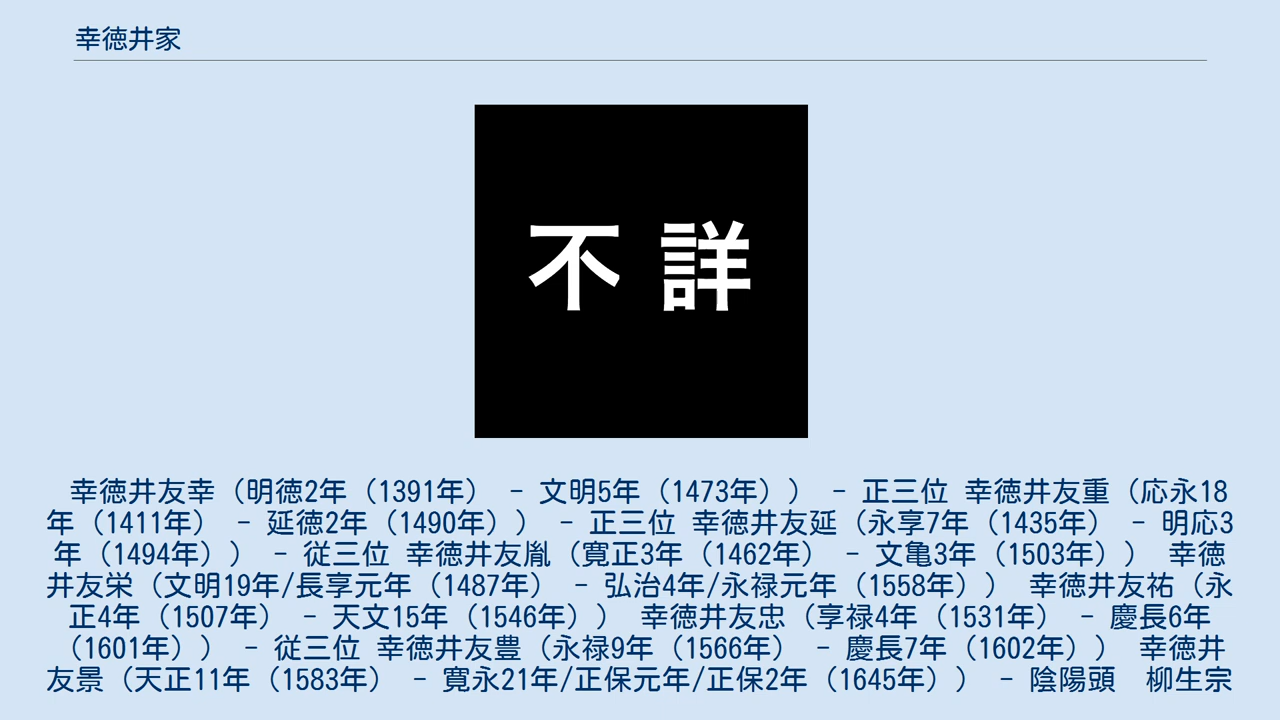 幸徳井家
不 詳
幸徳井友幸（明徳2年（1391年） - 文明5年（1473年）） - 正三位 幸徳井友重（応永18
年（1411年） - 延徳2年（1490年）） - 正三位 幸徳井友延（永享7年（1435年） - 明応3
年（1494年）） - 従三位 幸徳井友胤（寛正3年（1462年） - 文亀3年（1503年）） 幸徳
井友栄（文明19年/長享元年（1487年） - 弘治4年/永禄元年（1558年）） 幸徳井友祐（永
正4年（1507年） - 天文15年（1546年）） 幸徳井友忠（享禄4年（1531年） - 慶長6年
（1601年）） - 従三位 幸徳井友豊（永禄9年（1566年） - 慶長7年（1602年）） 幸徳井
友景（天正11年（1583年） - 寛永21年/正保元年/正保2年（1645年）） - 陰陽頭　柳生宗